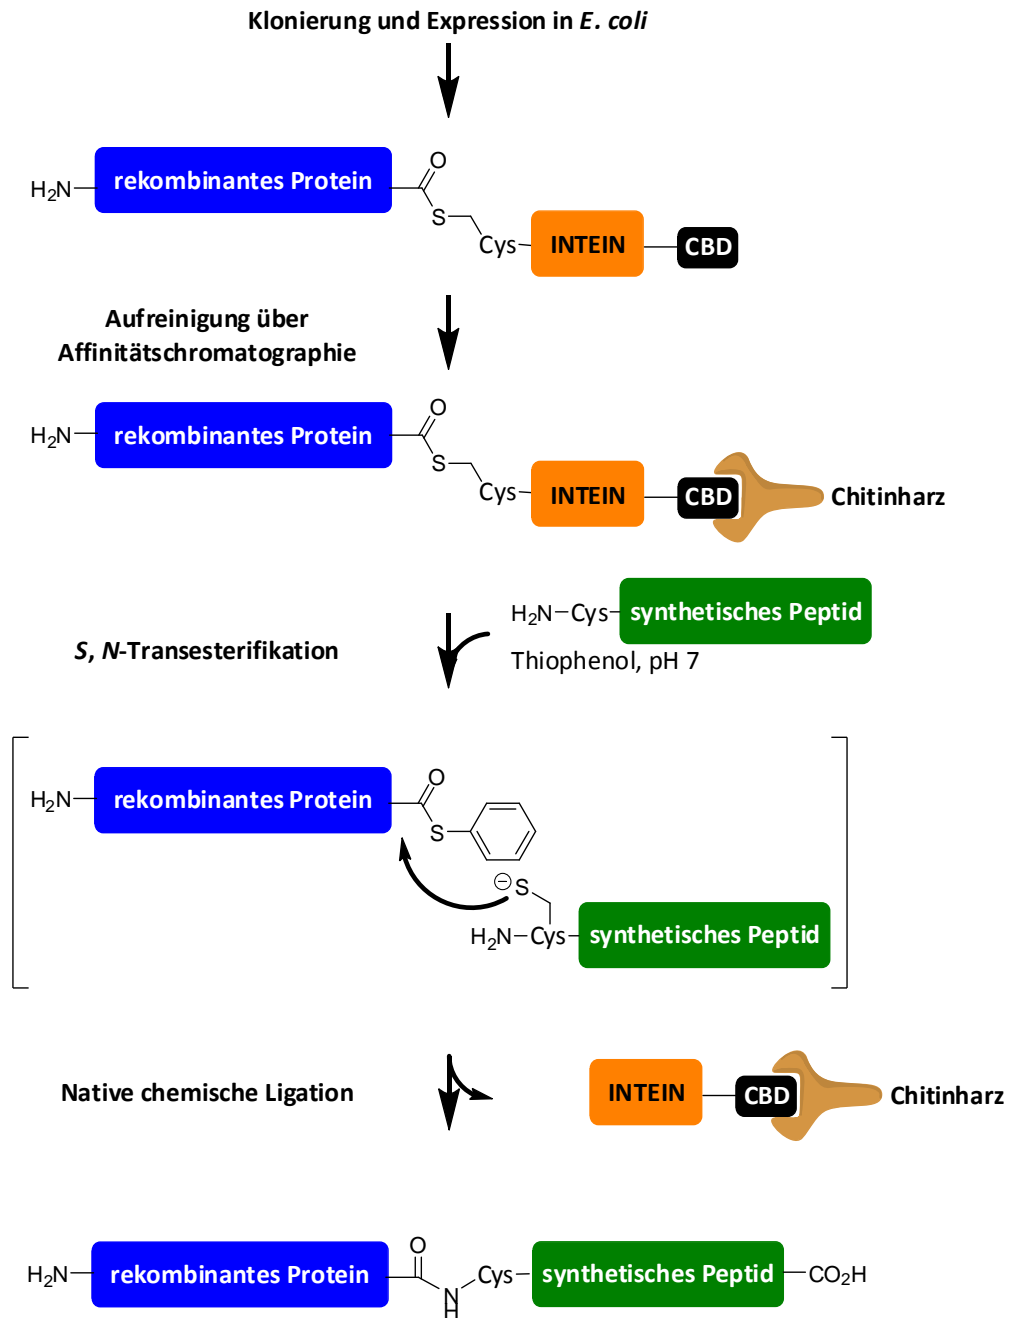 Klonierung und Expression in E. coli
H₂N rekombinantes Protein O
S
Cys INTEIN CBD
Aufreinigung über
Affinitätschromatographie
O
H₂N rekombinantes Protein
S
Cys INTEIN CBD Chitinharz
H₂N Cys synthetisches Peptid
S, N-Transesterifikation
Thiophenol, pH 7
O
H₂N rekombinantes Protein
S
⊖ S
H₂N Cys synthetisches Peptid
Native chemische Ligation
INTEIN CBD Chitinharz
O
H₂N rekombinantes Protein Cys synthetisches Peptid CO₂H
N
H